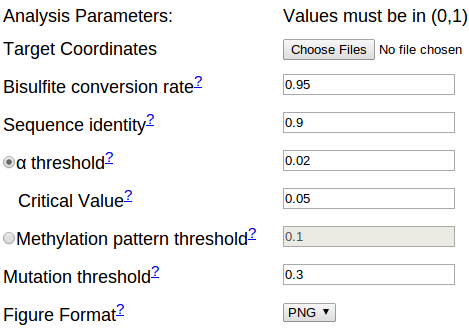 Analysis Parameters: Values must be in (0,1)
Target Coordinates Choose Files No file chosen
Bisulfite conversion rate? 0.95
Sequence identity? 0.9
α threshold? 0.02
Critical Value? 0.05
Methylation pattern threshold? 0.1
Mutation threshold? 0.3
Figure Format? PNG